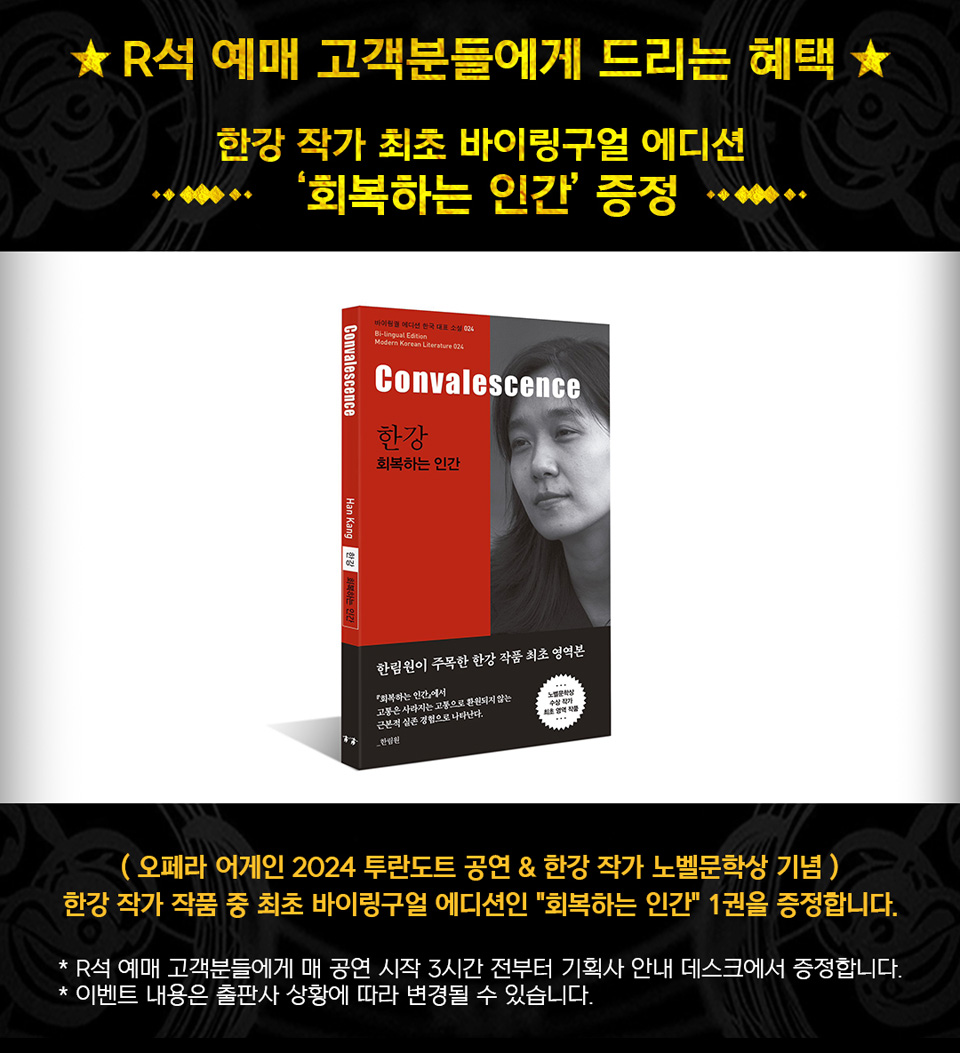 ★ R석 예매 고객분들에게 드리는 혜택 ★
한강 작가 최초 바이링구얼 에디션
‘회복하는 인간’ 증정
바이링궐 에디션 한국 대표 소설 024
Bi-lingual Edition
Modern Korean Literature 024
Convalescence
한강
회복하는 인간
Convalescence
Han Kang
한강
회복하는 인간
한림원이 주목한 한강 작품 최초 영역본
『회복하는 인간』에서
고통은 사라지는 고통으로 환원되지 않는
근본적 실존 경험으로 나타난다.
_한림원
노벨문학상
수상 작가
최초 영역 작품
( 오페라 어게인 2024 투란도트 공연 & 한강 작가 노벨문학상 기념 )
한강 작가 작품 중 최초 바이링구얼 에디션인 "회복하는 인간" 1권을 증정합니다.
* R석 예매 고객분들에게 매 공연 시작 3시간 전부터 기획사 안내 데스크에서 증정합니다.
* 이벤트 내용은 출판사 상황에 따라 변경될 수 있습니다.